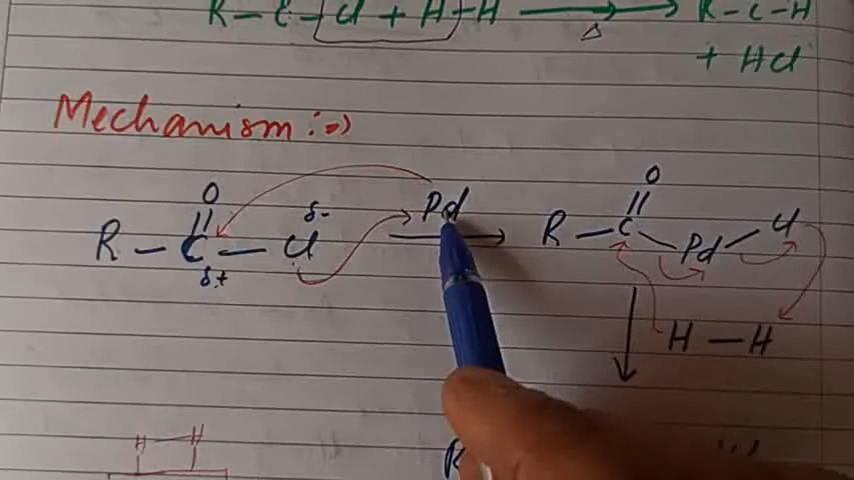 R-C-Cl + H-H → R-C-H
Δ
+ HCl
Mechanism :-)
O O
R-C-Cl δ- Pd → R-C-Pd-Cl
δ+
H-H
H-H
R